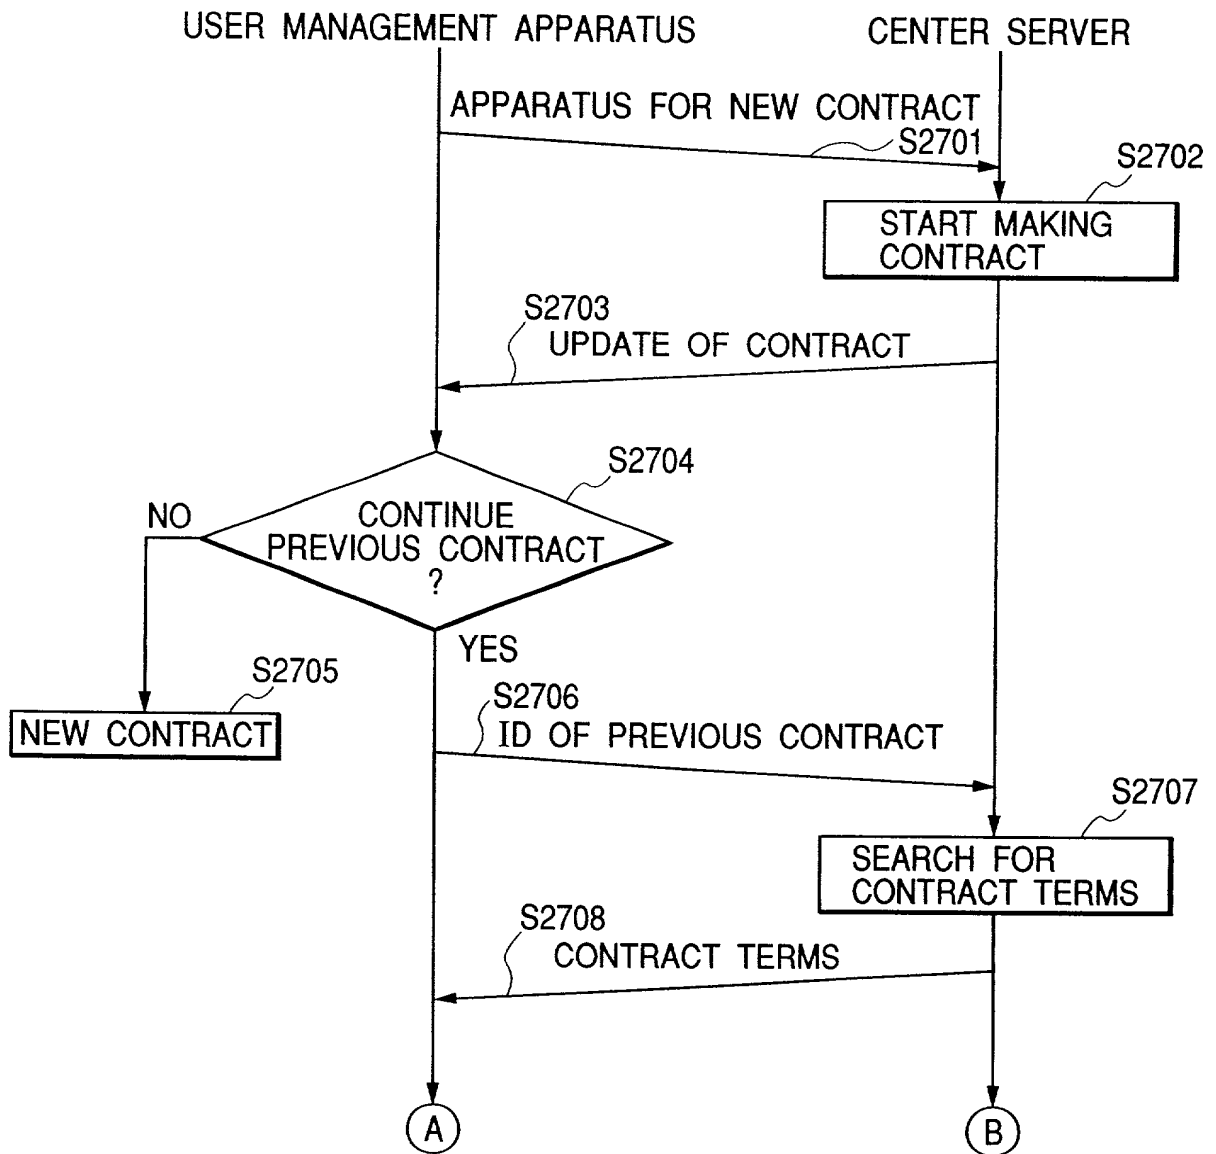 USER MANAGEMENT APPARATUS
CENTER SERVER
APPARATUS FOR NEW CONTRACT
S2701
S2702
START MAKING
CONTRACT
S2703
UPDATE OF CONTRACT
S2704
NO
CONTINUE
PREVIOUS CONTRACT
?
YES
S2705
NEW CONTRACT
S2706
ID OF PREVIOUS CONTRACT
S2707
SEARCH FOR
CONTRACT TERMS
S2708
CONTRACT TERMS
A
B